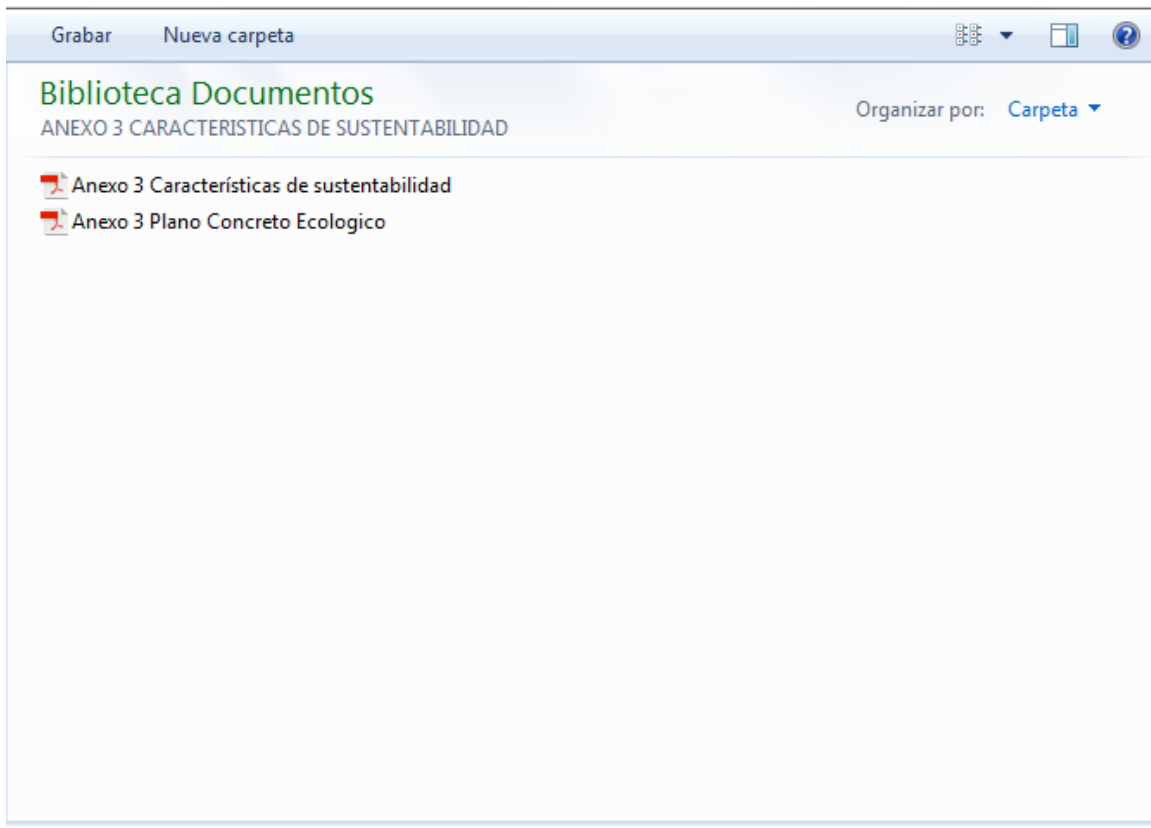 Grabar Nueva carpeta
Biblioteca Documentos
ANEXO 3 CARACTERISTICAS DE SUSTENTABILIDAD
Organizar por: Carpeta
Anexo 3 Características de sustentabilidad
Anexo 3 Plano Concreto Ecologico